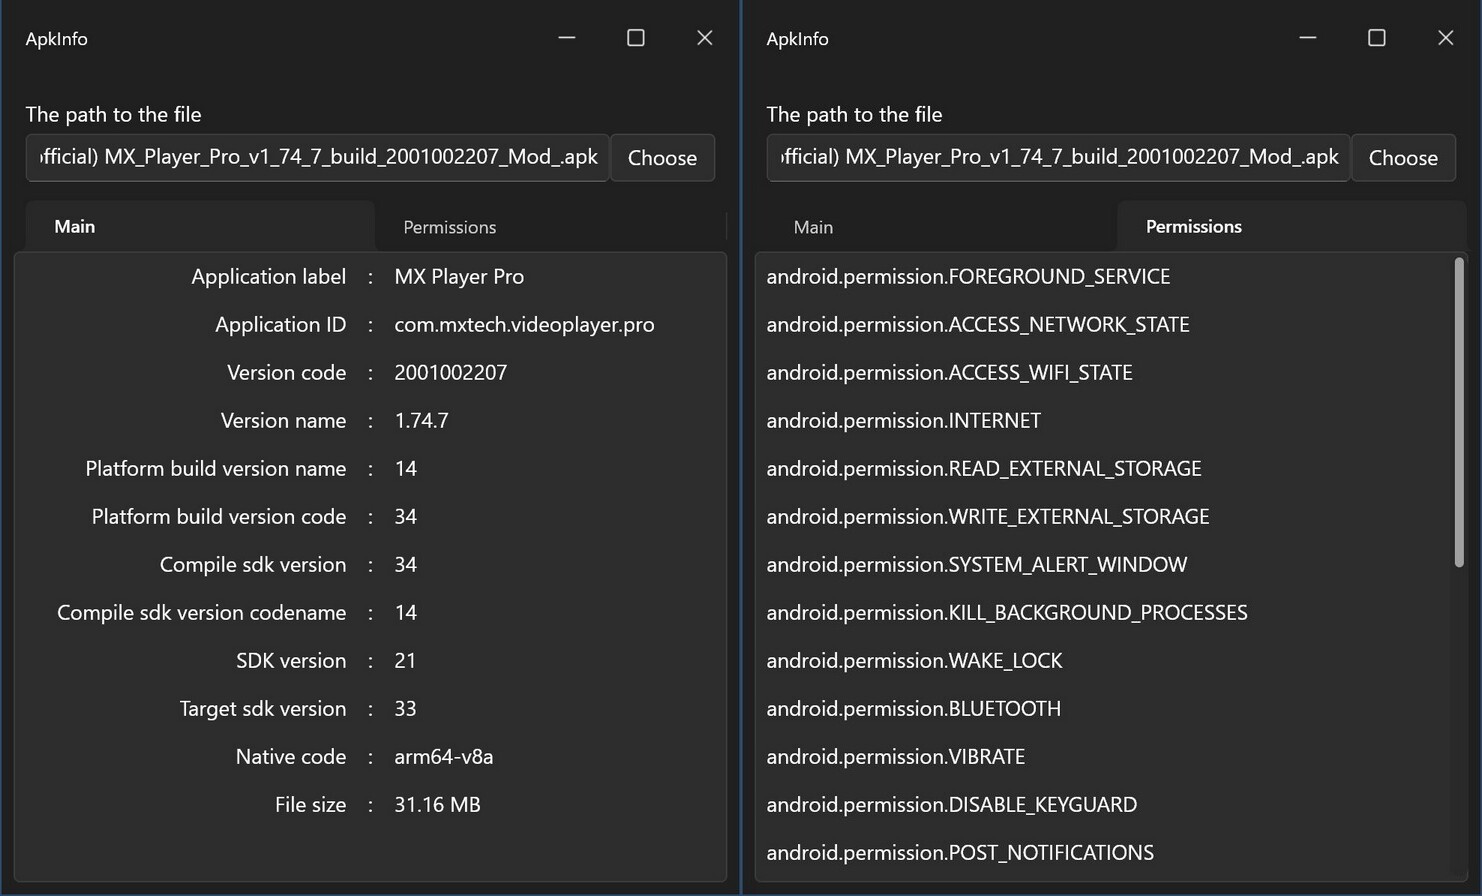 ApkInfo
The path to the file
fficial) MX_Player_Pro_v1_74_7_build_2001002207_Mod_.apk Choose
Main Permissions
Application label : MX Player Pro
Application ID : com.mxtech.videoplayer.pro
Version code : 2001002207
Version name : 1.74.7
Platform build version name : 14
Platform build version code : 34
Compile sdk version : 34
Compile sdk version codename : 14
SDK version : 21
Target sdk version : 33
Native code : arm64-v8a
File size : 31.16 MB
ApkInfo
The path to the file
fficial) MX_Player_Pro_v1_74_7_build_2001002207_Mod_.apk Choose
Main Permissions
android.permission.FOREGROUND_SERVICE
android.permission.ACCESS_NETWORK_STATE
android.permission.ACCESS_WIFI_STATE
android.permission.INTERNET
android.permission.READ_EXTERNAL_STORAGE
android.permission.WRITE_EXTERNAL_STORAGE
android.permission.SYSTEM_ALERT_WINDOW
android.permission.KILL_BACKGROUND_PROCESSES
android.permission.WAKE_LOCK
android.permission.BLUETOOTH
android.permission.VIBRATE
android.permission.DISABLE_KEYGUARD
android.permission.POST_NOTIFICATIONS